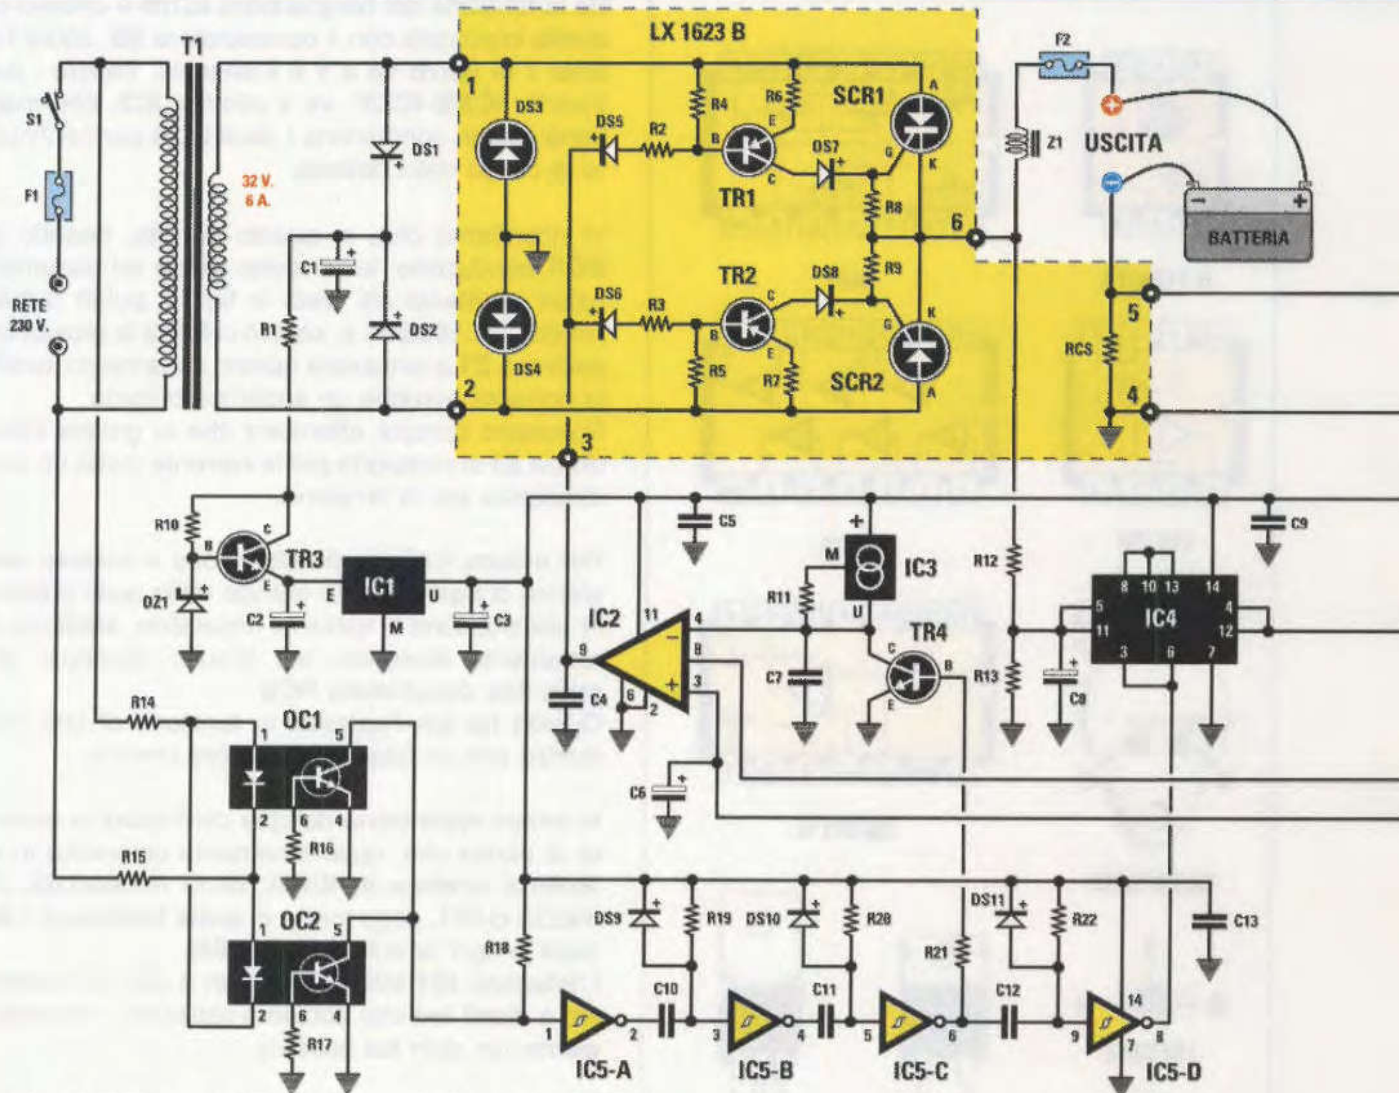 LX 1623 B
T1
S1
F1
RETE
230 V.
32 V.
6 A.
DS1
C1
DS2
R1
1
DS3
DS4
2
3
DS5
R2
R4
R6
B
E
C
TR1
DS7
SCR1
A
K
G
R8
6
R9
DS6
R3
R5
TR2
B
C
E
R7
DS8
SCR2
G
K
A
F2
+
USCITA
Z1
−
− +
BATTERIA
5
RCS
4
R10
B
C
E
TR3
DZ1
C2
E IC1 U
M
C3
C5
IC2
11
9
4
8
3
6
2
−
+
C4
C6
C7
R11
+
M
IC3
U
TR4
C
B
E
R12
R13
C8
C9
IC4
8 10 13 14
5
11
4
12
3 6 7
R14
R15
OC1
1 5
2 6 4
R16
OC2
1 5
2 6 4
R17
R18
DS9
R19
DS10
R20
R21
DS11
R22
C13
1 2 C10 3 4 C11 5 6 C12 9 8
14
7
IC5-A
IC5-B
IC5-C
IC5-D